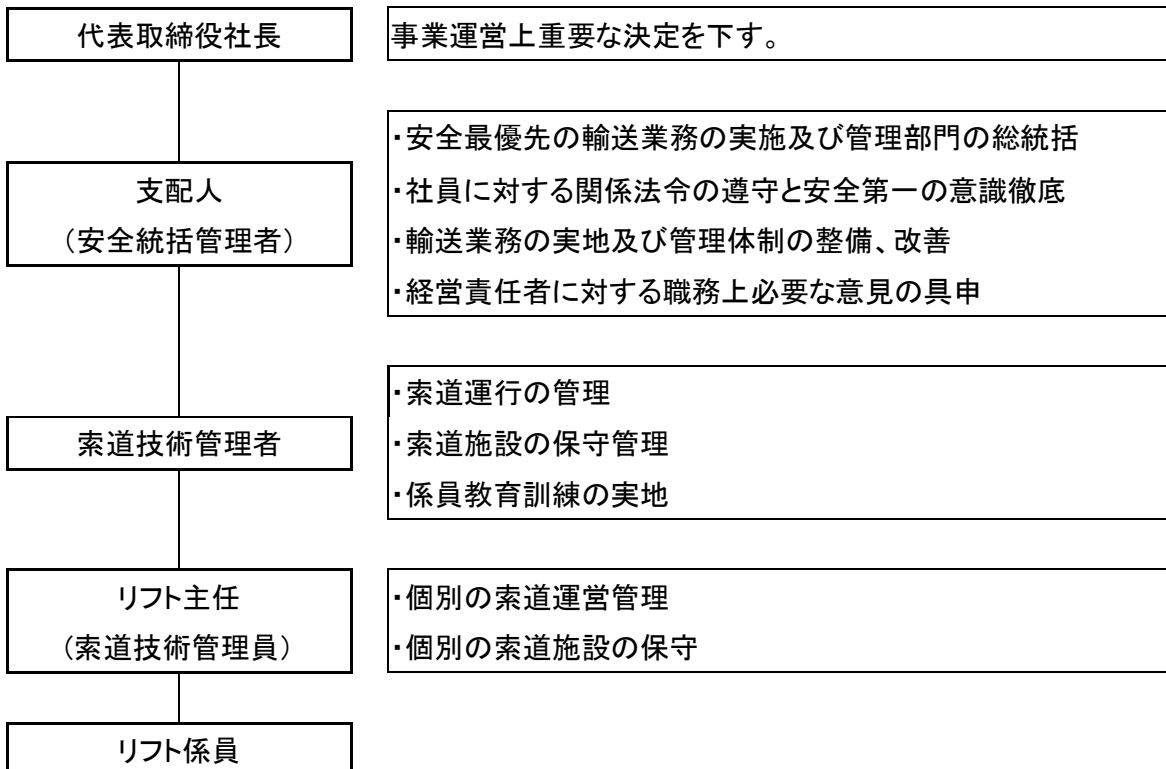 代表取締役社長
事業運営上重要な決定を下す。
支配人
（安全統括管理者）
・安全最優先の輸送業務の実施及び管理部門の総統括
・社員に対する関係法令の遵守と安全第一の意識徹底
・輸送業務の実地及び管理体制の整備、改善
・経営責任者に対する職務上必要な意見の具申
索道技術管理者
・索道運行の管理
・索道施設の保守管理
・係員教育訓練の実地
リフト主任
（索道技術管理員）
・個別の索道運営管理
・個別の索道施設の保守
リフト係員